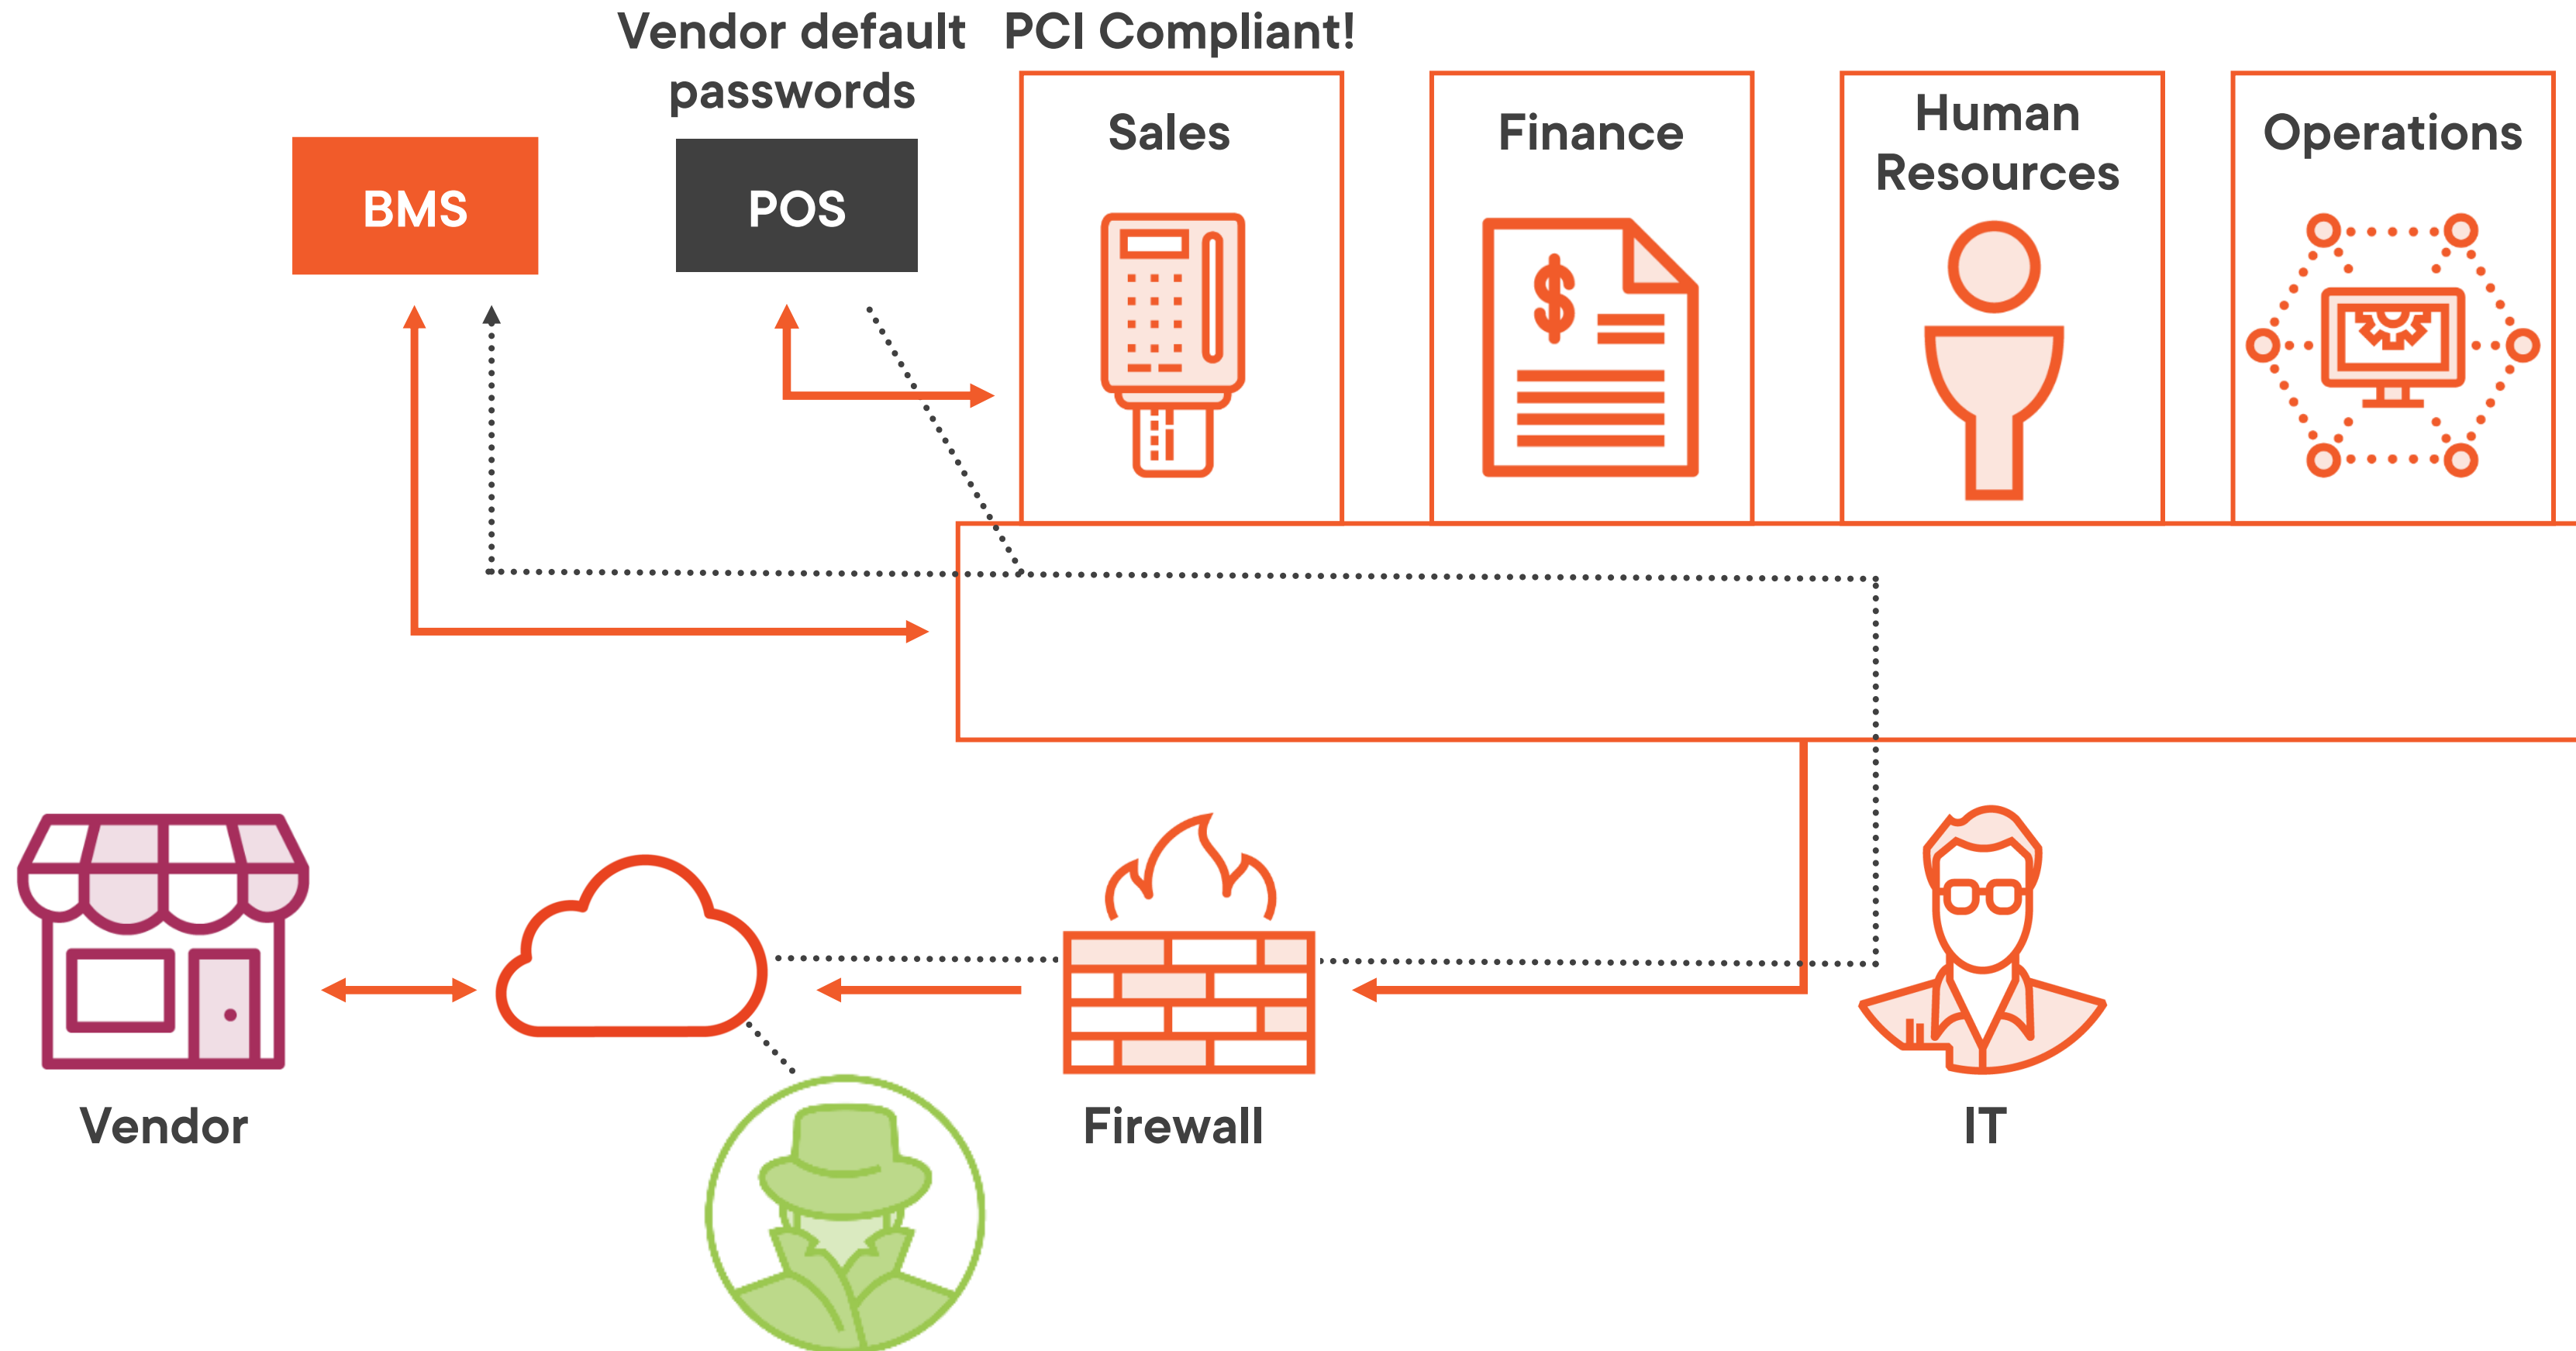 Vendor default
passwords
PCI Compliant!
BMS
POS
Sales
Finance
Human
Resources
Operations
Vendor
Firewall
IT